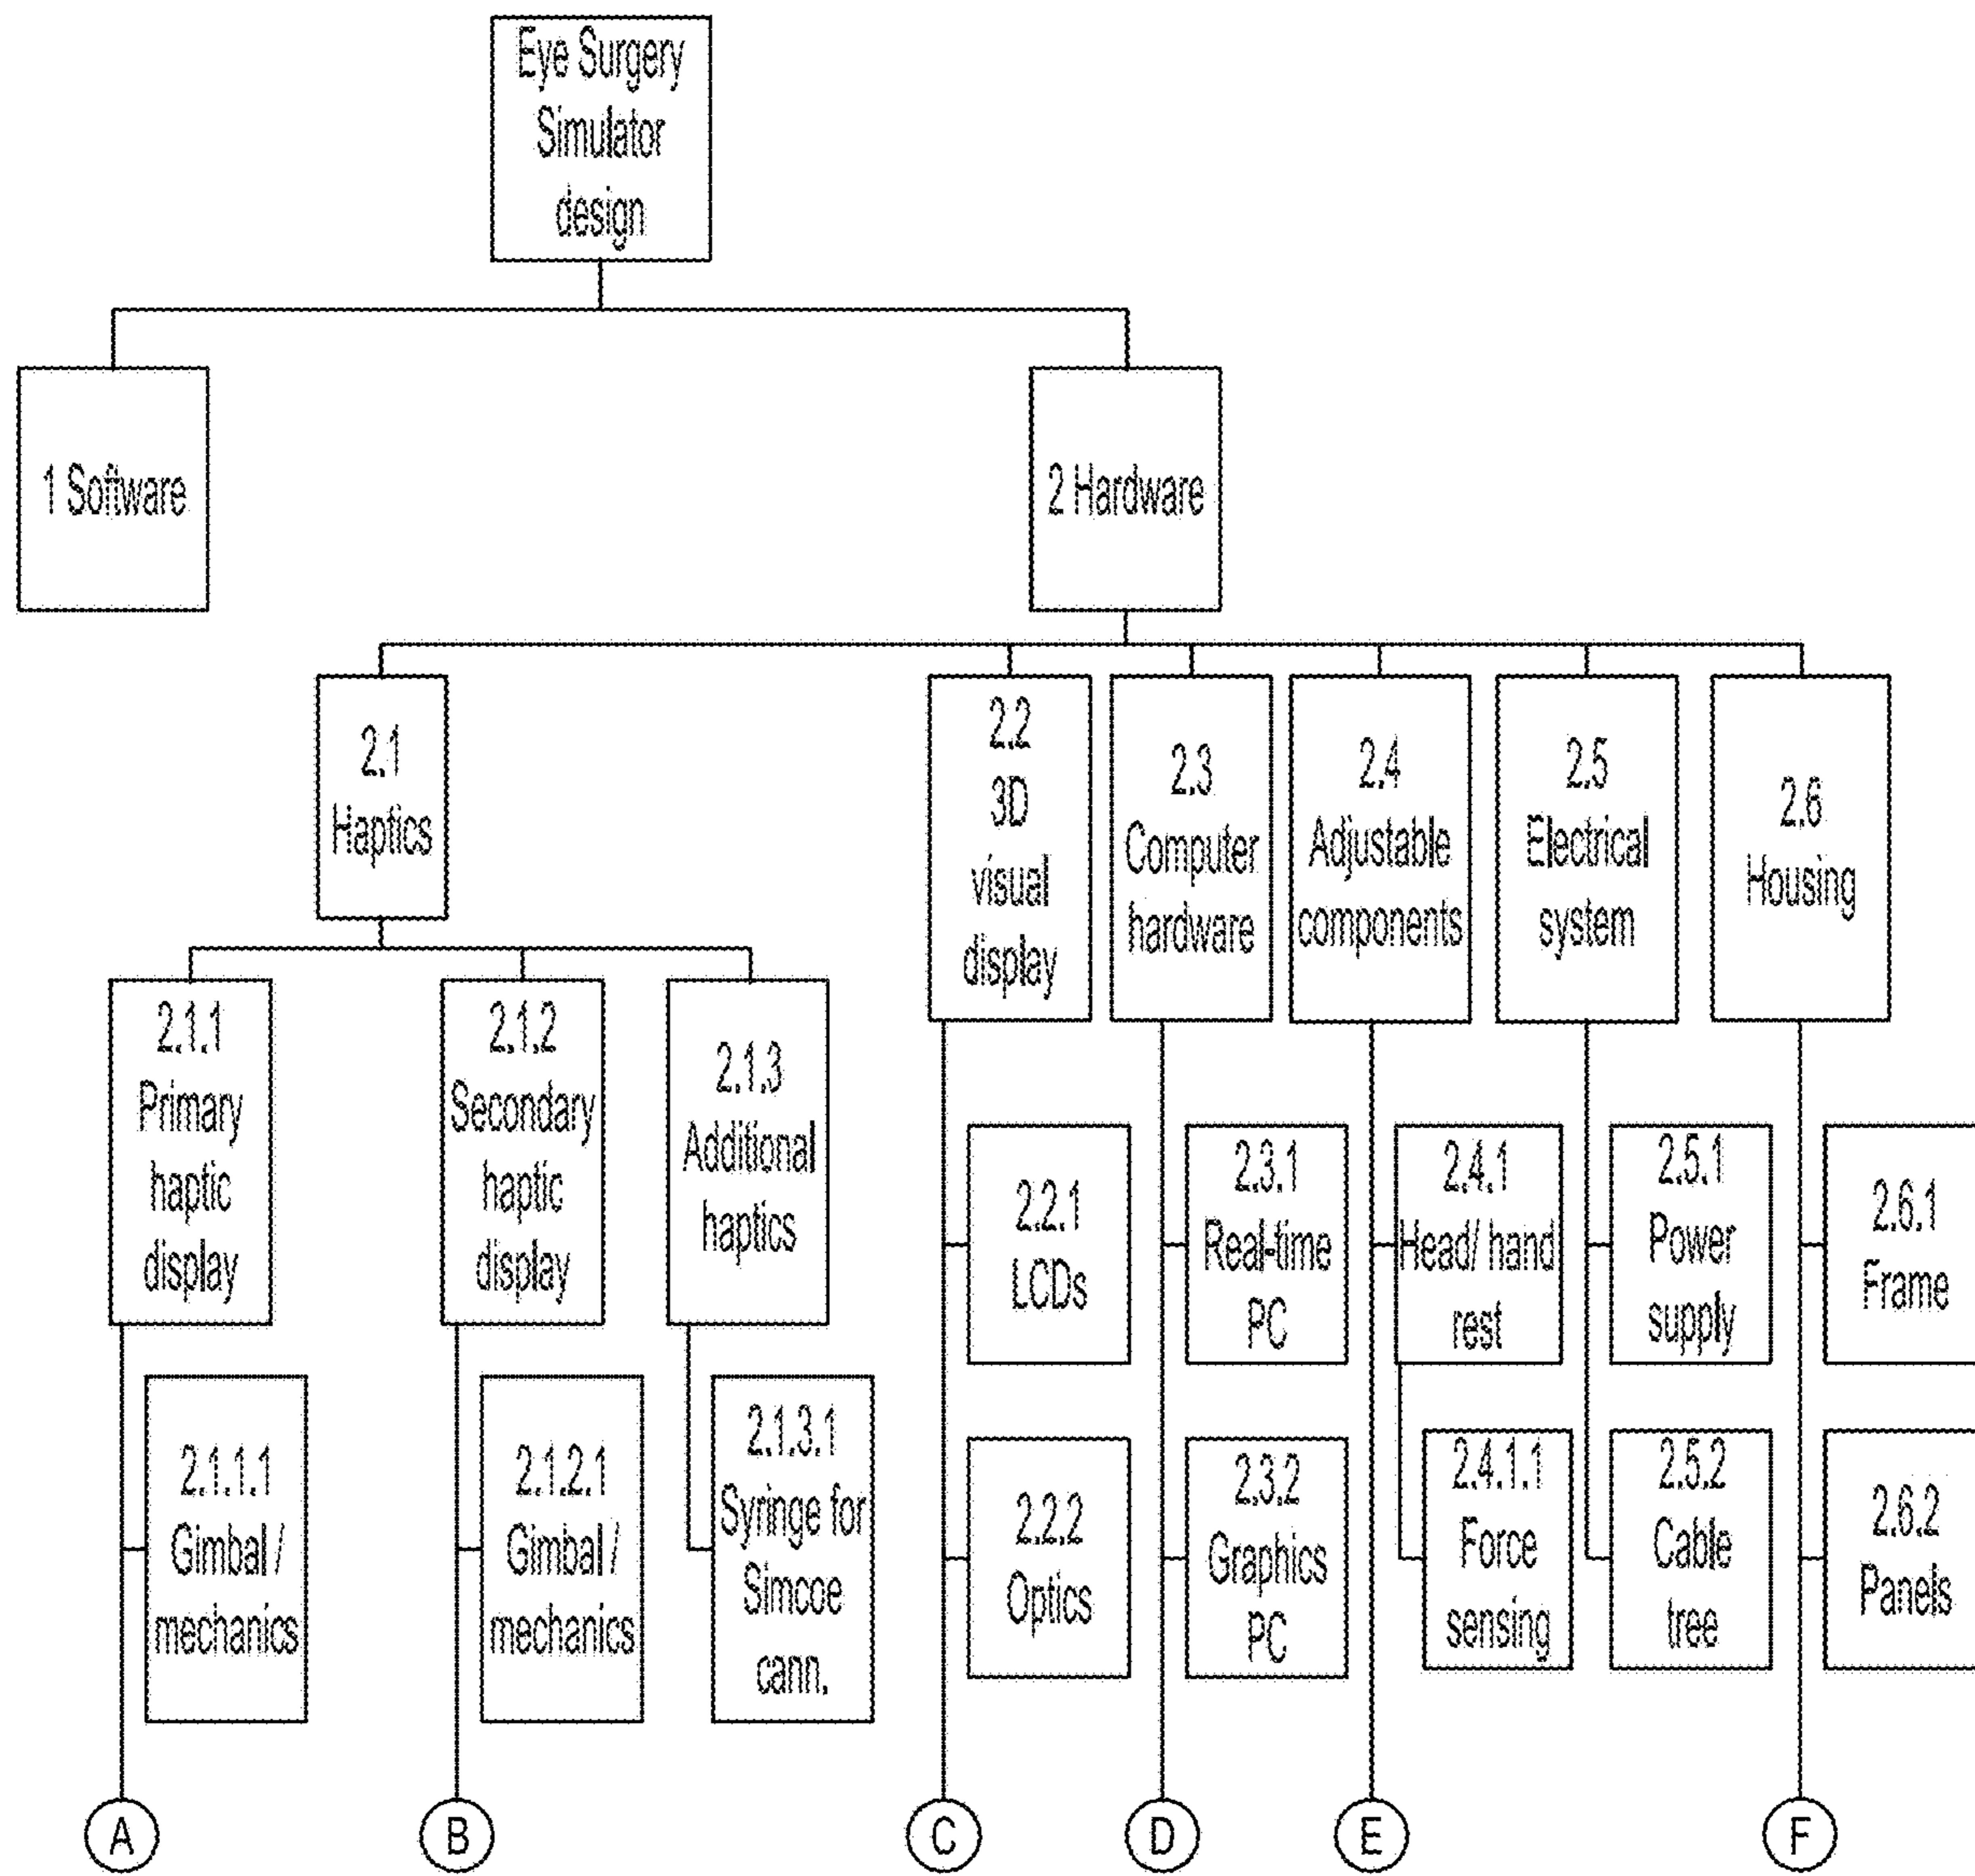 Eye Surgery
Simulator
design
1 Software
2 Hardware
2.1
Haptics
2.2
3D
visual
display
2.3
Computer
hardware
2.4
Adjustable
components
2.5
Electrical
system
2.6
Housing
2.1.1
Primary
haptic
display
2.1.2
Secondary
haptic
display
2.1.3
Additional
haptics
2.2.1
LCDs
2.3.1
Real-time
PC
2.4.1
Head/ hand
rest
2.5.1
Power
supply
2.6.1
Frame
2.1.1.1
Gimbal /
mechanics
2.1.2.1
Gimbal /
mechanics
2.1.3.1
Syringe for
Simcoe
cann.
2.2.2
Optics
2.3.2
Graphics
PC
2.4.1.1
Force
sensing
2.5.2
Cable
tree
2.6.2
Panels
A
B
C
D
E
F